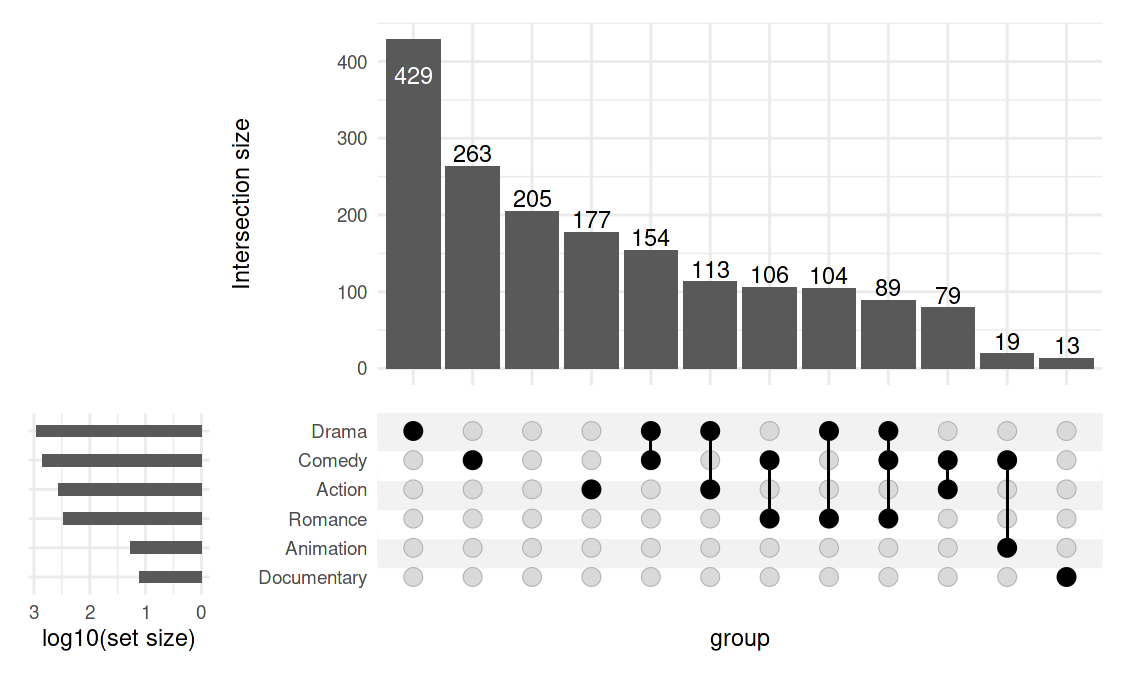 Intersection size
400
300
200
100
0
429
263
205
177
154
113
106
104
89
79
19
13
Drama
Comedy
Action
Romance
Animation
Documentary
3 2 1 0
log10(set size)
group